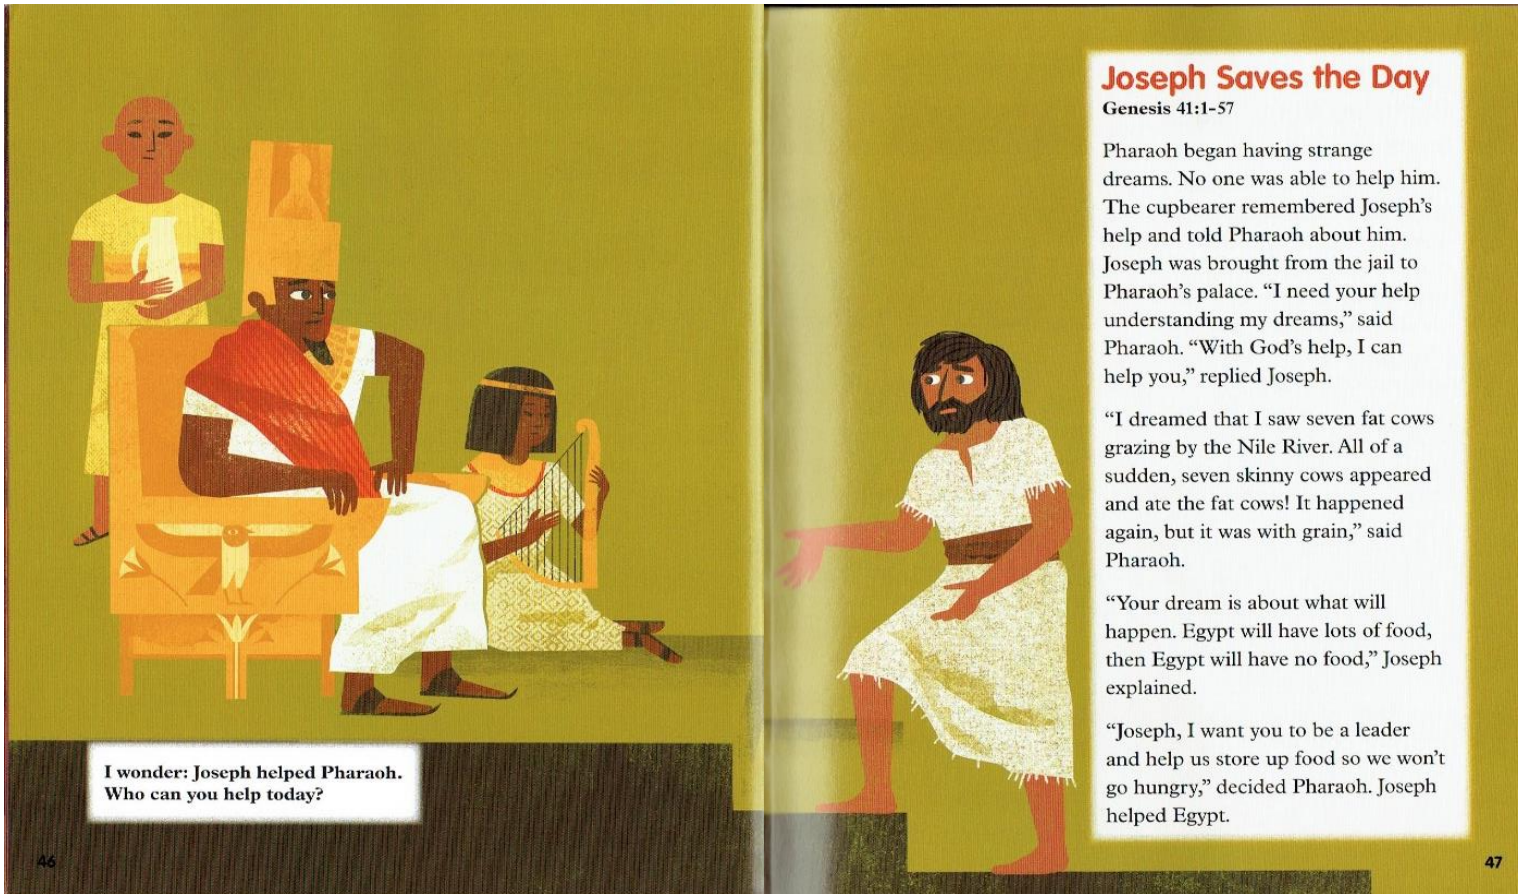 I wonder: Joseph helped Pharaoh.
Who can you help today?
46
Joseph Saves the Day
Genesis 41:1-57
Pharaoh began having strange
dreams. No one was able to help him.
The cupbearer remembered Joseph’s
help and told Pharaoh about him.
Joseph was brought from the jail to
Pharaoh’s palace. “I need your help
understanding my dreams,” said
Pharaoh. “With God’s help, I can
help you,” replied Joseph.
“I dreamed that I saw seven fat cows
grazing by the Nile River. All of a
sudden, seven skinny cows appeared
and ate the fat cows! It happened
again, but it was with grain,” said
Pharaoh.
“Your dream is about what will
happen. Egypt will have lots of food,
then Egypt will have no food,” Joseph
explained.
“Joseph, I want you to be a leader
and help us store up food so we won’t
go hungry,” decided Pharaoh. Joseph
helped Egypt.
47